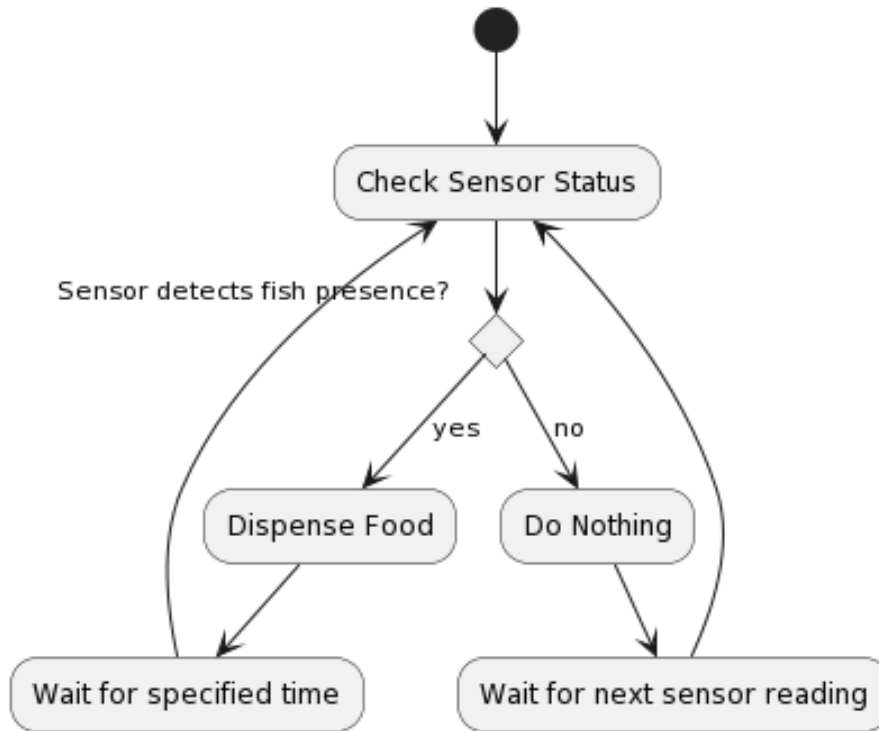 Check Sensor Status
Sensor detects fish presence?
yes
no
Dispense Food
Do Nothing
Wait for specified time
Wait for next sensor reading